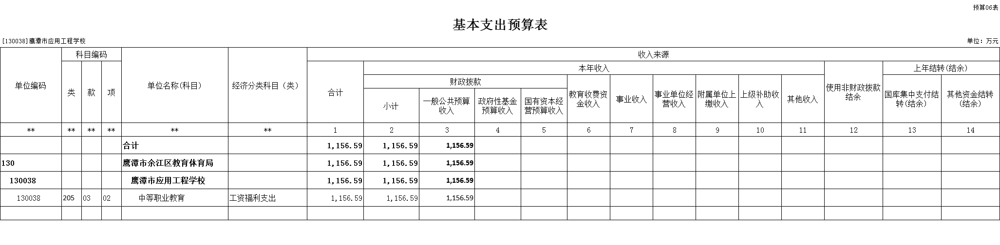 预算06表
基本支出预算表
[130038]鹰潭市应用工程学校 单位：万元
单位编码 科目编码 单位名称(科目) 经济分类科目（类） 收入来源
类 款 项 合计 本年收入 使用非财政拨款结余 上年结转(结余)
财政拨款 教育收费资金收入 事业收入 事业单位经营收入 附属单位上缴收入 上级补助收入 其他收入 国库集中支付结转(结余) 其他资金结转(结余)
小计 一般公共预算收入 政府性基金预算收入 国有资本经营预算收入
** ** ** ** ** ** 1 2 3 4 5 6 7 8 9 10 11 12 13 14
合计 1,156.59 1,156.59 1,156.59
130 鹰潭市余江区教育体育局 1,156.59 1,156.59 1,156.59
130038 鹰潭市应用工程学校 1,156.59 1,156.59 1,156.59
130038 205 03 02 中等职业教育 工资福利支出 1,156.59 1,156.59 1,156.59